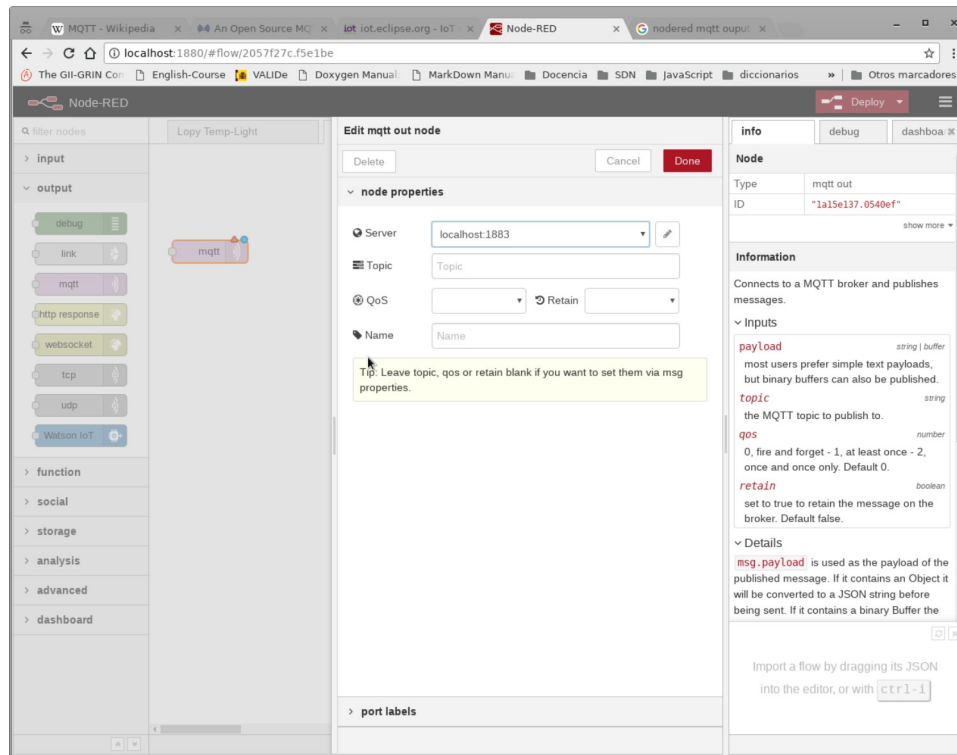 MQTT - Wikipedia
An Open Source MQ
iot iot.eclipse.org - IoT
Node-RED
nodered mqtt ouput
localhost:1880/#flow/2057f27c.f5e1be
The GII-GRIN Con
English-Course
VALIDe
Doxygen Manual:
MarkDown Manu
Docencia
SDN
JavaScript
diccionarios
»
Otros marcadores
Node-RED
Deploy
filter nodes
Lopy Temp-Light
Edit mqtt out node
info
debug
dashboa
input
output
debug
link
mqtt
http response
websocket
tcp
udp
Watson IoT
function
social
storage
analysis
advanced
dashboard
mqtt
Delete
Cancel
Done
node properties
Server
localhost:1883
Topic
Topic
QoS
Retain
Name
Name
Tip: Leave topic, qos or retain blank if you want to set them via msg
properties.
port labels
Node
Type
mqtt out
ID
"1a15e137.0540ef"
show more
Information
Connects to a MQTT broker and publishes
messages.
Inputs
payload
string | buffer
most users prefer simple text payloads,
but binary buffers can also be published.
topic
string
the MQTT topic to publish to.
qos
number
0, fire and forget - 1, at least once - 2,
once and once only. Default 0.
retain
boolean
set to true to retain the message on the
broker. Default false.
Details
msg.payload is used as the payload of the
published message. If it contains an Object it
will be converted to a JSON string before
being sent. If it contains a binary Buffer the
Import a flow by dragging its JSON
into the editor, or with ctrl-i